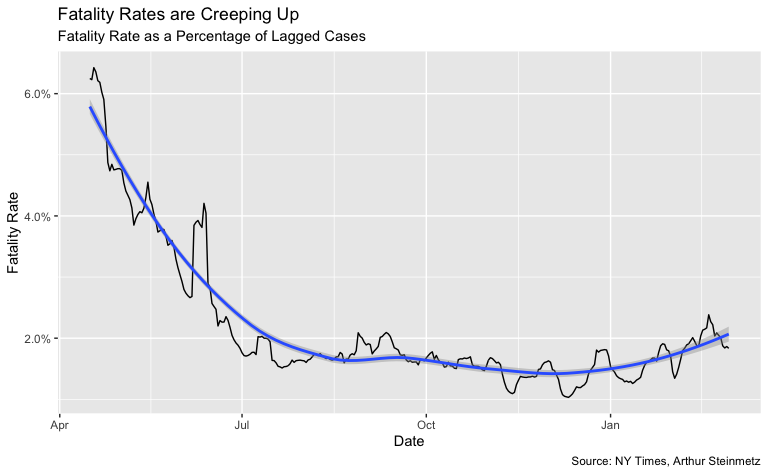 Fatality Rates are Creeping Up
Fatality Rate as a Percentage of Lagged Cases
6.0%
4.0%
2.0%
Fatality Rate
Apr
Jul
Oct
Jan
Date
Source: NY Times, Arthur Steinmetz